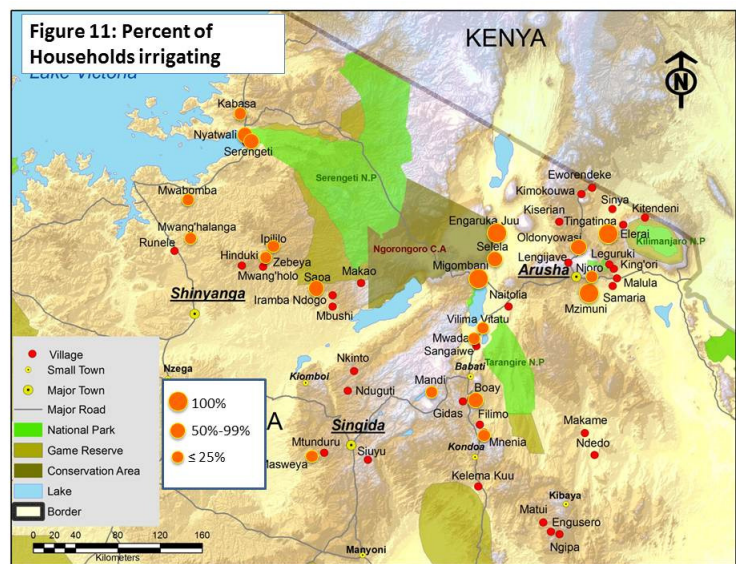 Figure 11: Percent of
Households irrigating
Lake Victoria
KENYA
N
Kabasa
Nyatwali
Serengeti
Serengeti N.P
Mwabomba
Mwang'halanga
Runele
Ipililo
Hinduki
Zebeya
Mwang'holo
Sapa
Makao
Iramba Ndogo
Mbushi
Shinyanga
Ngorongoro C.A
Engaruka Juu
Selela
Migombani
Eworendeke
Kimokouwa
Sinya
Kitendeni
Kiserian
Tingatinga
Elerai
Oldonyowasi
Kilimanjaro N.P
Lengijave
Leguruki
King'ori
Arusha
Njoro
Malula
Samaria
Mzimuni
Naitolia
Vilima Vitatu
Mwada
Sangaiwe
Tarangire N.P
Babati
Nzega
Kiomboi
Nkinto
Nduguti
Mandi
Boay
Gidas
Filimo
Mnenia
Kondoa
Singida
A
Mtunduru
Masweya
Siuyu
Kelema Kuu
Makame
Ndedo
Kibaya
Matui
Engusero
Ngipa
Manyoni
Village
Small Town
Major Town
Major Road
National Park
Game Reserve
Conservation Area
Lake
Border
100%
50%-99%
≤ 25%
0 20 40 80 120 160
Kilometers